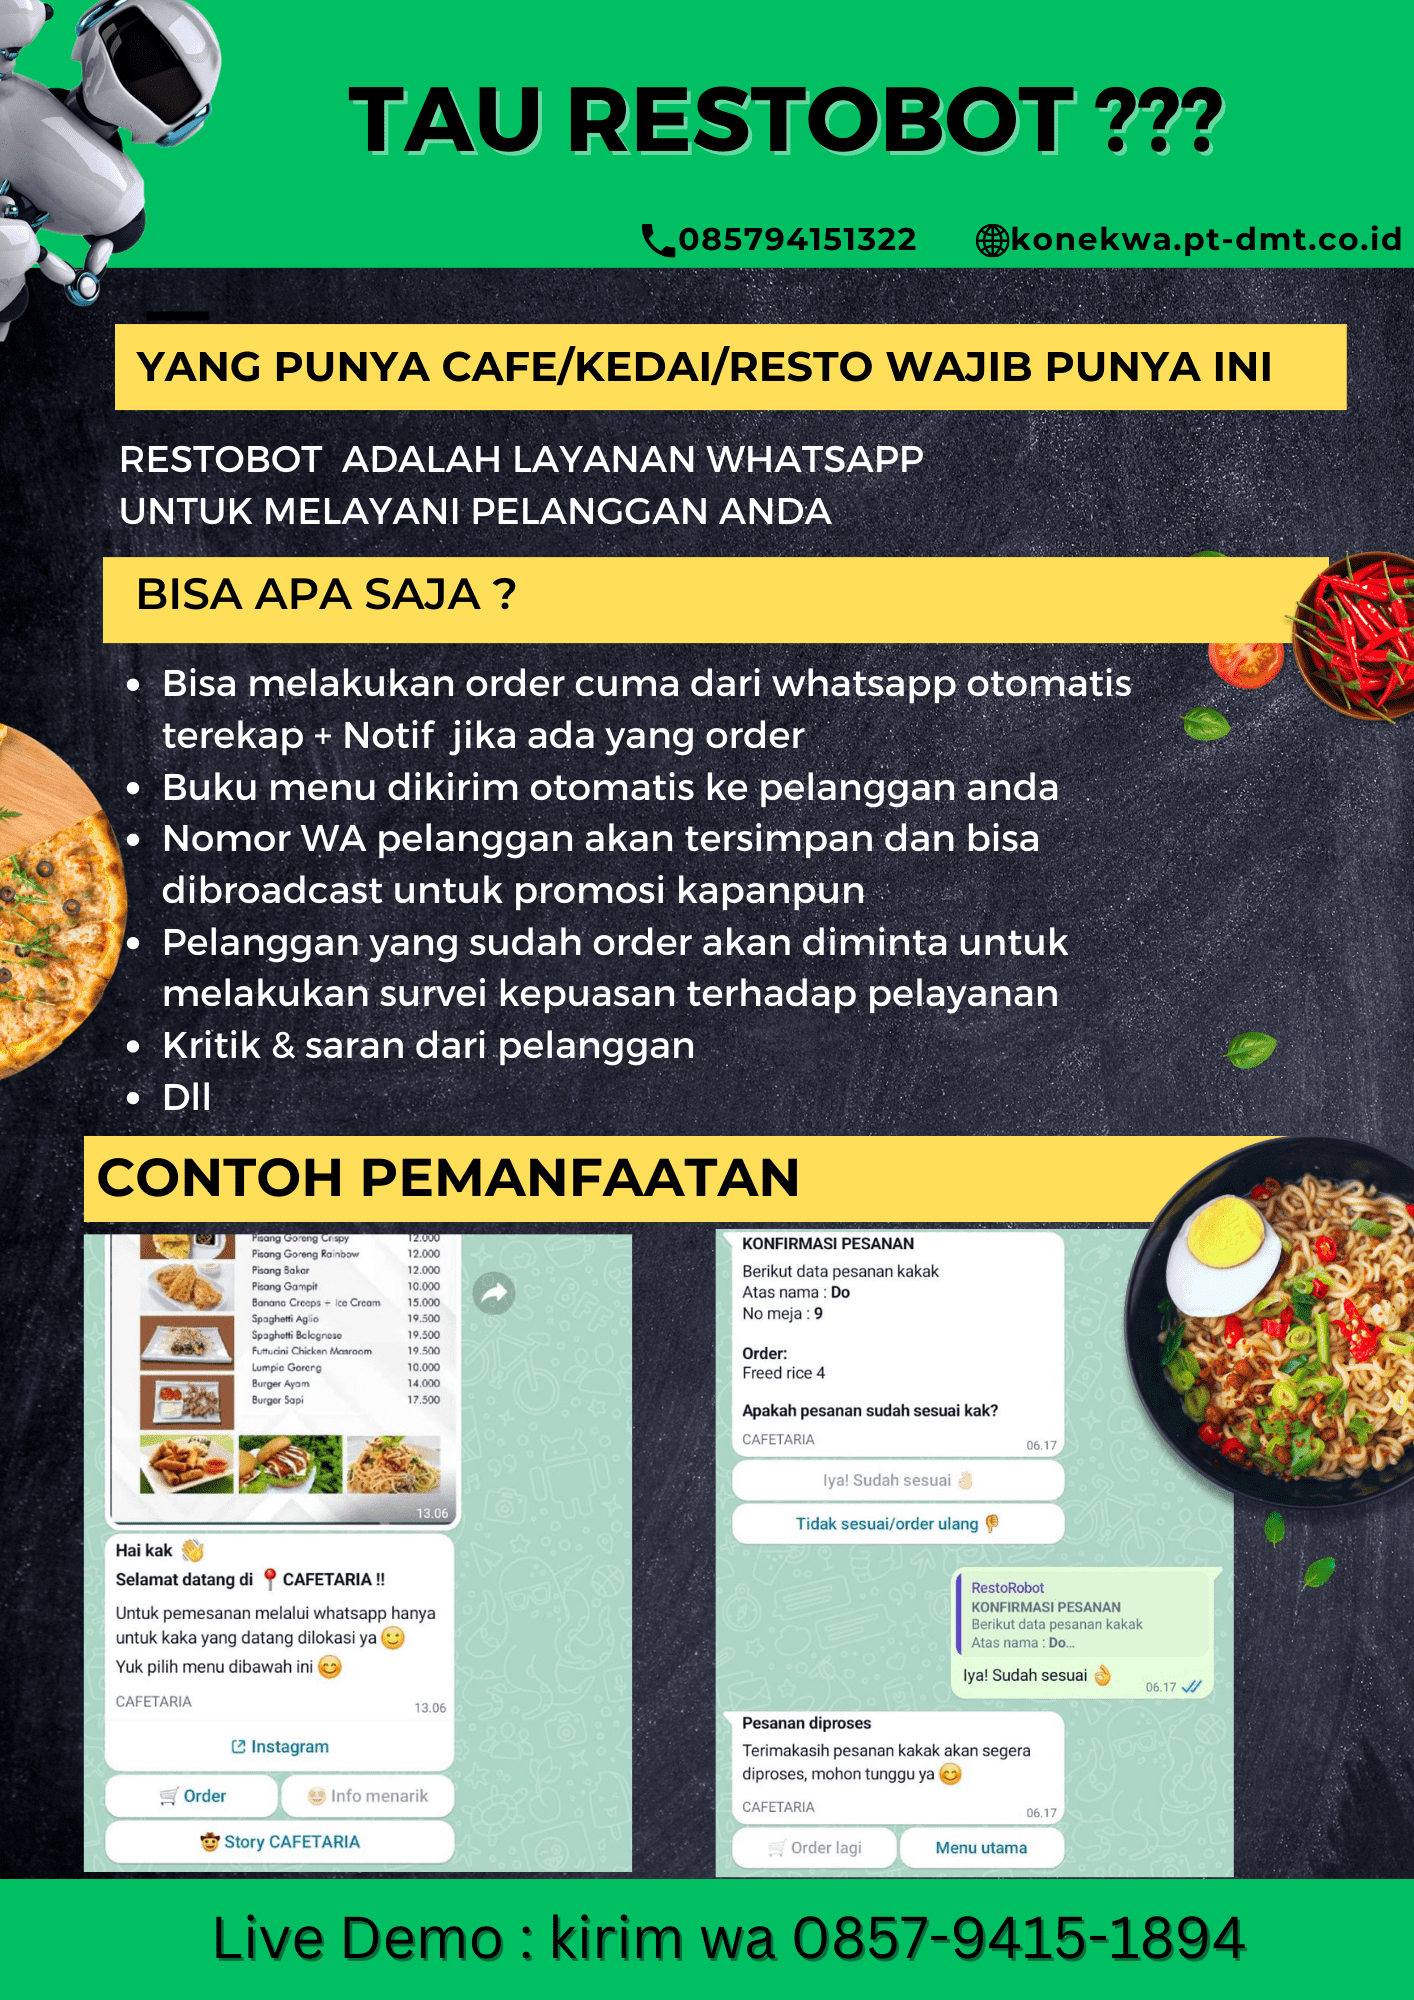 TAU RESTOBOT ???
085794151322
konekwa.pt-dmt.co.id
YANG PUNYA CAFE/KEDAI/RESTO WAJIB PUNYA INI
RESTOBOT ADALAH LAYANAN WHATSAPP
UNTUK MELAYANI PELANGGAN ANDA
BISA APA SAJA ?
• Bisa melakukan order cuma dari whatsapp otomatis
terekap + Notif jika ada yang order
• Buku menu dikirim otomatis ke pelanggan anda
• Nomor WA pelanggan akan tersimpan dan bisa
dibroadcast untuk promosi kapanpun
• Pelanggan yang sudah order akan diminta untuk
melakukan survei kepuasan terhadap pelayanan
• Kritik & saran dari pelanggan
• Dll
CONTOH PEMANFAATAN
Pisang Goreng Crispy 12.000
Pisang Goreng Rainbow 12.000
Pisang Bakar 12.000
Pisang Gampit 10.000
Banana Creeps + Ice Cream 15.000
Spaghetti Aglio 19.500
Spaghetti Bolognese 19.500
Futtucini Chicken Masroom 19.500
Lumpia Goreng 10.000
Burger Ayam 14.000
Burger Sapi 17.500
13.06
Hai kak 👋
Selamat datang di 📍 CAFETARIA !!
Untuk pemesanan melalui whatsapp hanya
untuk kaka yang datang dilokasi ya 🙂
Yuk pilih menu dibawah ini 😊
CAFETARIA
13.06
Instagram
🛒 Order
🤩 Info menarik
🤠 Story CAFETARIA
KONFIRMASI PESANAN
Berikut data pesanan kakak
Atas nama : Do
No meja : 9
Order:
Freed rice 4
Apakah pesanan sudah sesuai kak?
CAFETARIA
06.17
Iya! Sudah sesuai 👌
Tidak sesuai/order ulang 👎
RestoRobot
KONFIRMASI PESANAN
Berikut data pesanan kakak
Atas nama : Do...
Iya! Sudah sesuai 👌
06.17
Pesanan diproses
Terimakasih pesanan kakak akan segera
diproses, mohon tunggu ya 😊
CAFETARIA
06.17
🛒 Order lagi
Menu utama
Live Demo : kirim wa 0857-9415-1894